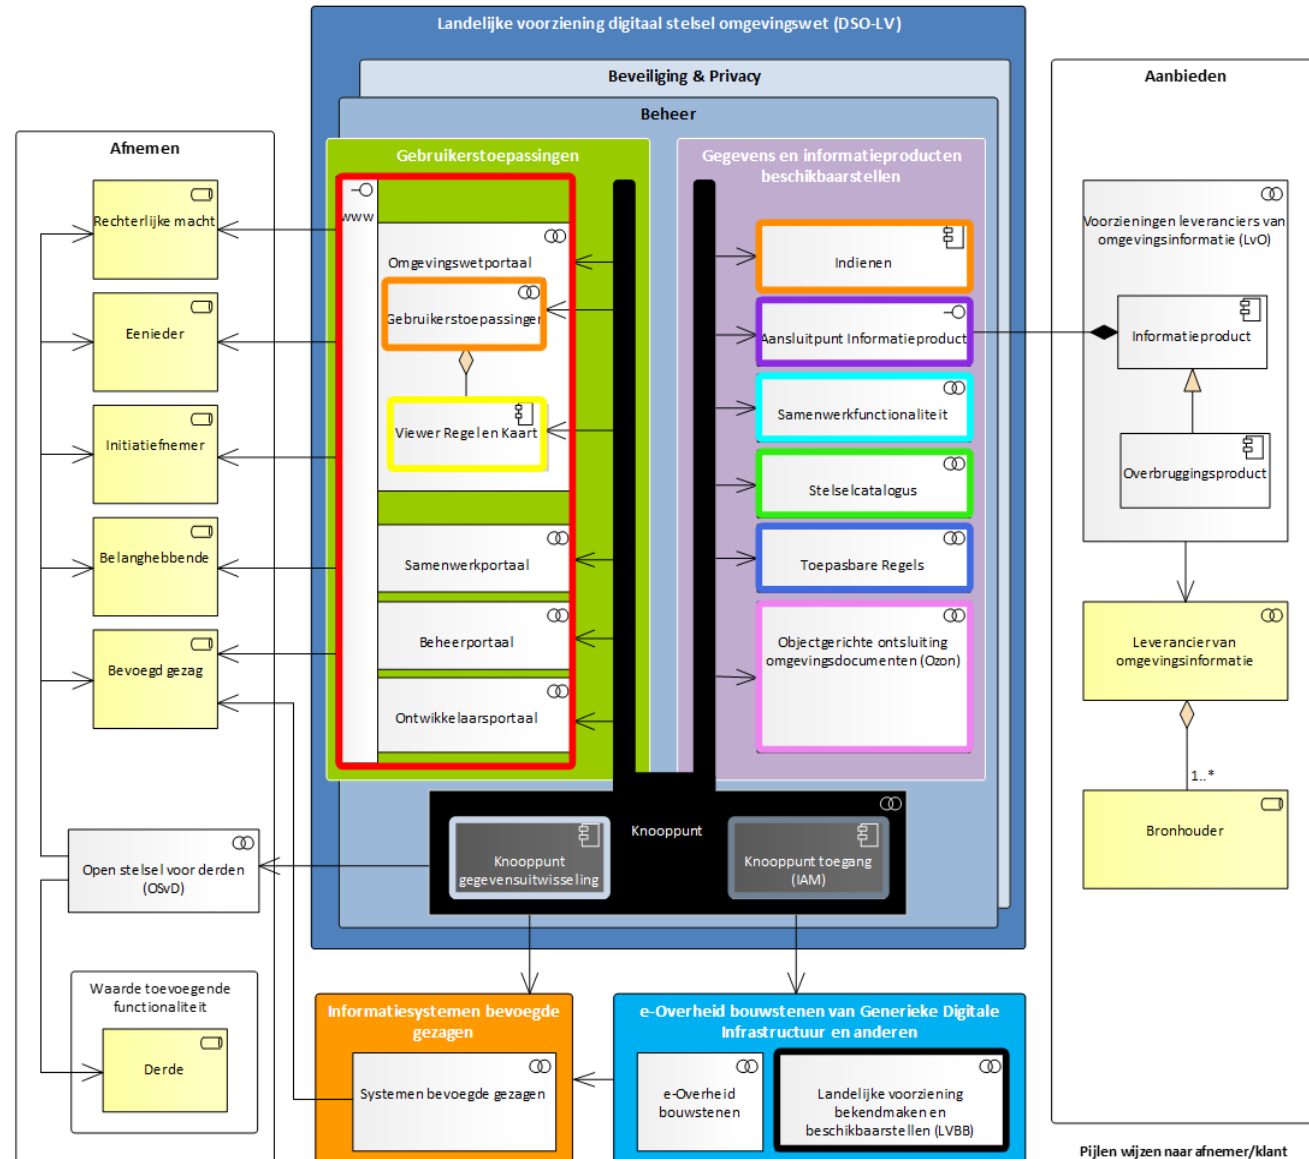 Landelijke voorziening digitaal stelsel omgevingswet (DSO-LV)
Beveiliging & Privacy
Beheer
Afnemen
Rechterlijke macht
Eenieder
Initiatiefnemer
Belanghebbende
Bevoegd gezag
Open stelsel voor derden
(OSvD)
Waarde toevoegende
functionaliteit
Derde
Gebruikerstoepassingen
www
Omgevingswetportaal
Gebruikerstoepassingen
Viewer Regel en Kaart
Samenwerkportaal
Beheerportaal
Ontwikkelaarsportaal
Gegevens en informatieproducten
beschikbaarstellen
Indienen
Aansluitpunt Informatieproduct
Samenwerkfunctionaliteit
Stelselcatalogus
Toepasbare Regels
Objectgerichte ontsluiting
omgevingsdocumenten (Ozon)
Knooppunt
Knooppunt
gegevensuitwisseling
Knooppunt toegang
(IAM)
Informatiesystemen bevoegde
gezagen
Systemen bevoegde gezagen
e-Overheid bouwstenen van Generieke Digitale
Infrastructuur en anderen
e-Overheid
bouwstenen
Landelijke voorziening
bekendmaken en
beschikbaarstellen (LVBB)
Aanbieden
Voorzieningen leveranciers van
omgevingsinformatie (LvO)
Informatieproduct
Overbruggingsproduct
Leverancier van
omgevingsinformatie
1..*
Bronhouder
Pijlen wijzen naar afnemer/klant